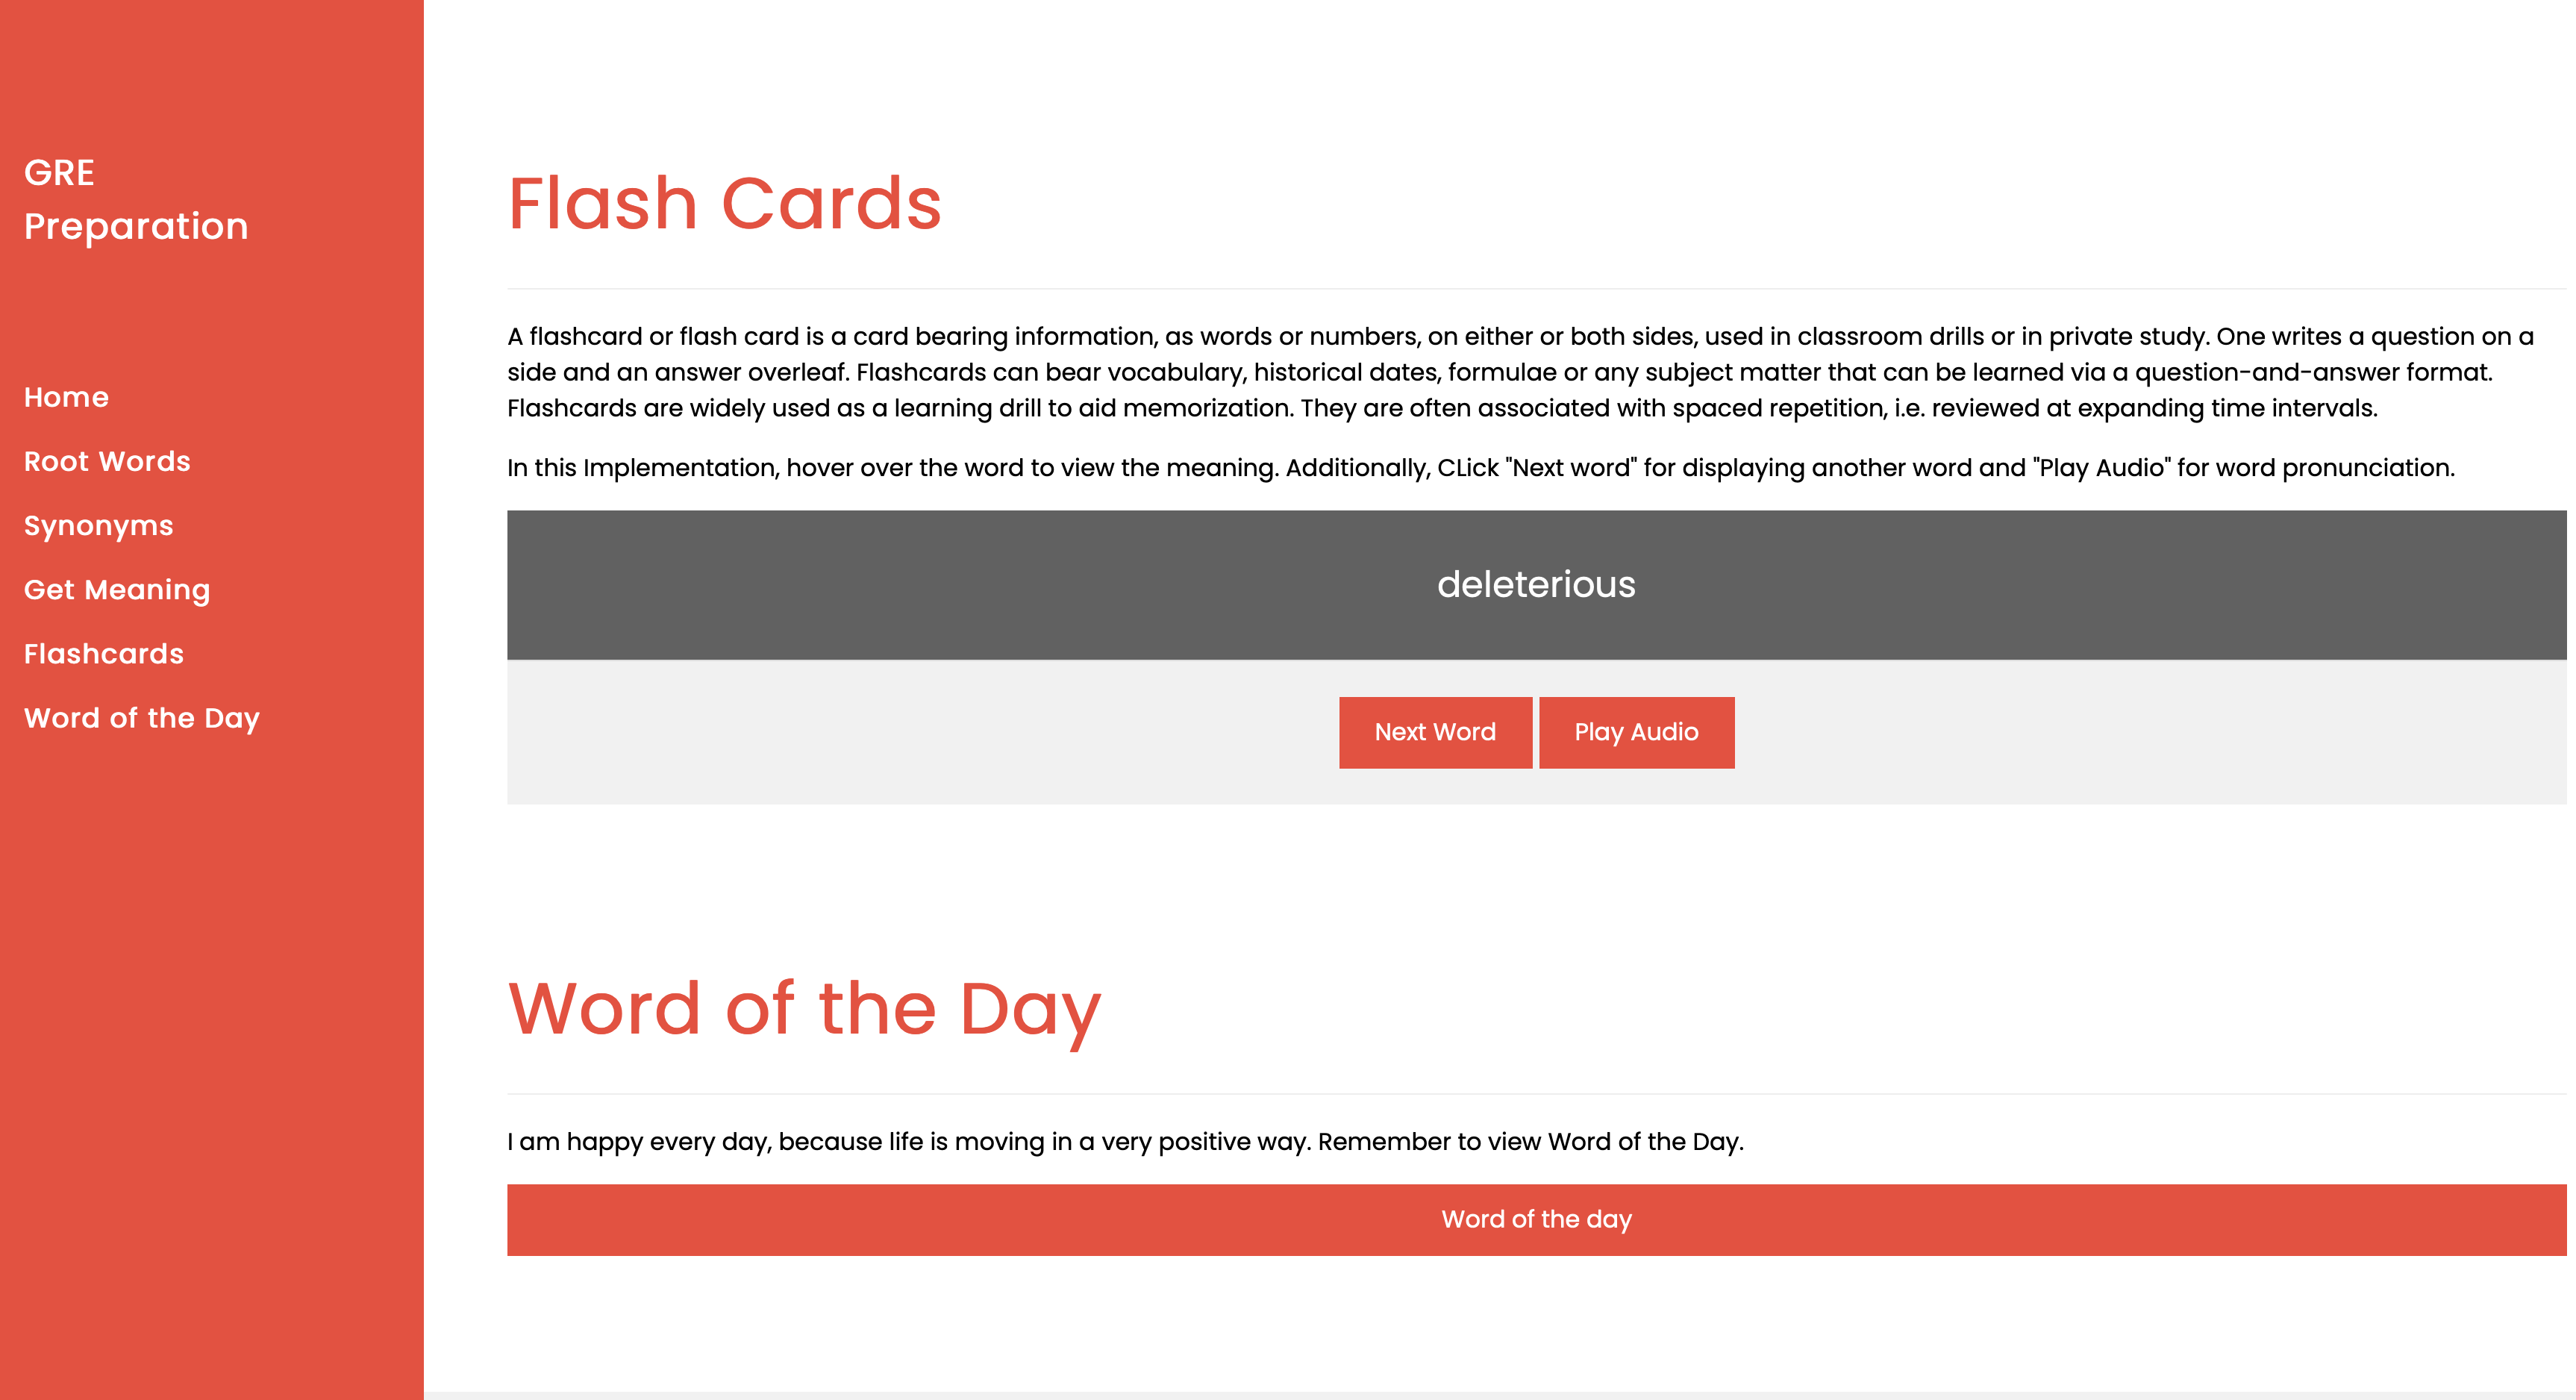 GRE
Preparation
Home
Root Words
Synonyms
Get Meaning
Flashcards
Word of the Day
Flash Cards
A flashcard or flash card is a card bearing information, as words or numbers, on either or both sides, used in classroom drills or in private study. One writes a question on a
side and an answer overleaf. Flashcards can bear vocabulary, historical dates, formulae or any subject matter that can be learned via a question-and-answer format.
Flashcards are widely used as a learning drill to aid memorization. They are often associated with spaced repetition, i.e. reviewed at expanding time intervals.
In this Implementation, hover over the word to view the meaning. Additionally, CLick "Next word" for displaying another word and "Play Audio" for word pronunciation.
deleterious
Next Word Play Audio
Word of the Day
I am happy every day, because life is moving in a very positive way. Remember to view Word of the Day.
Word of the day